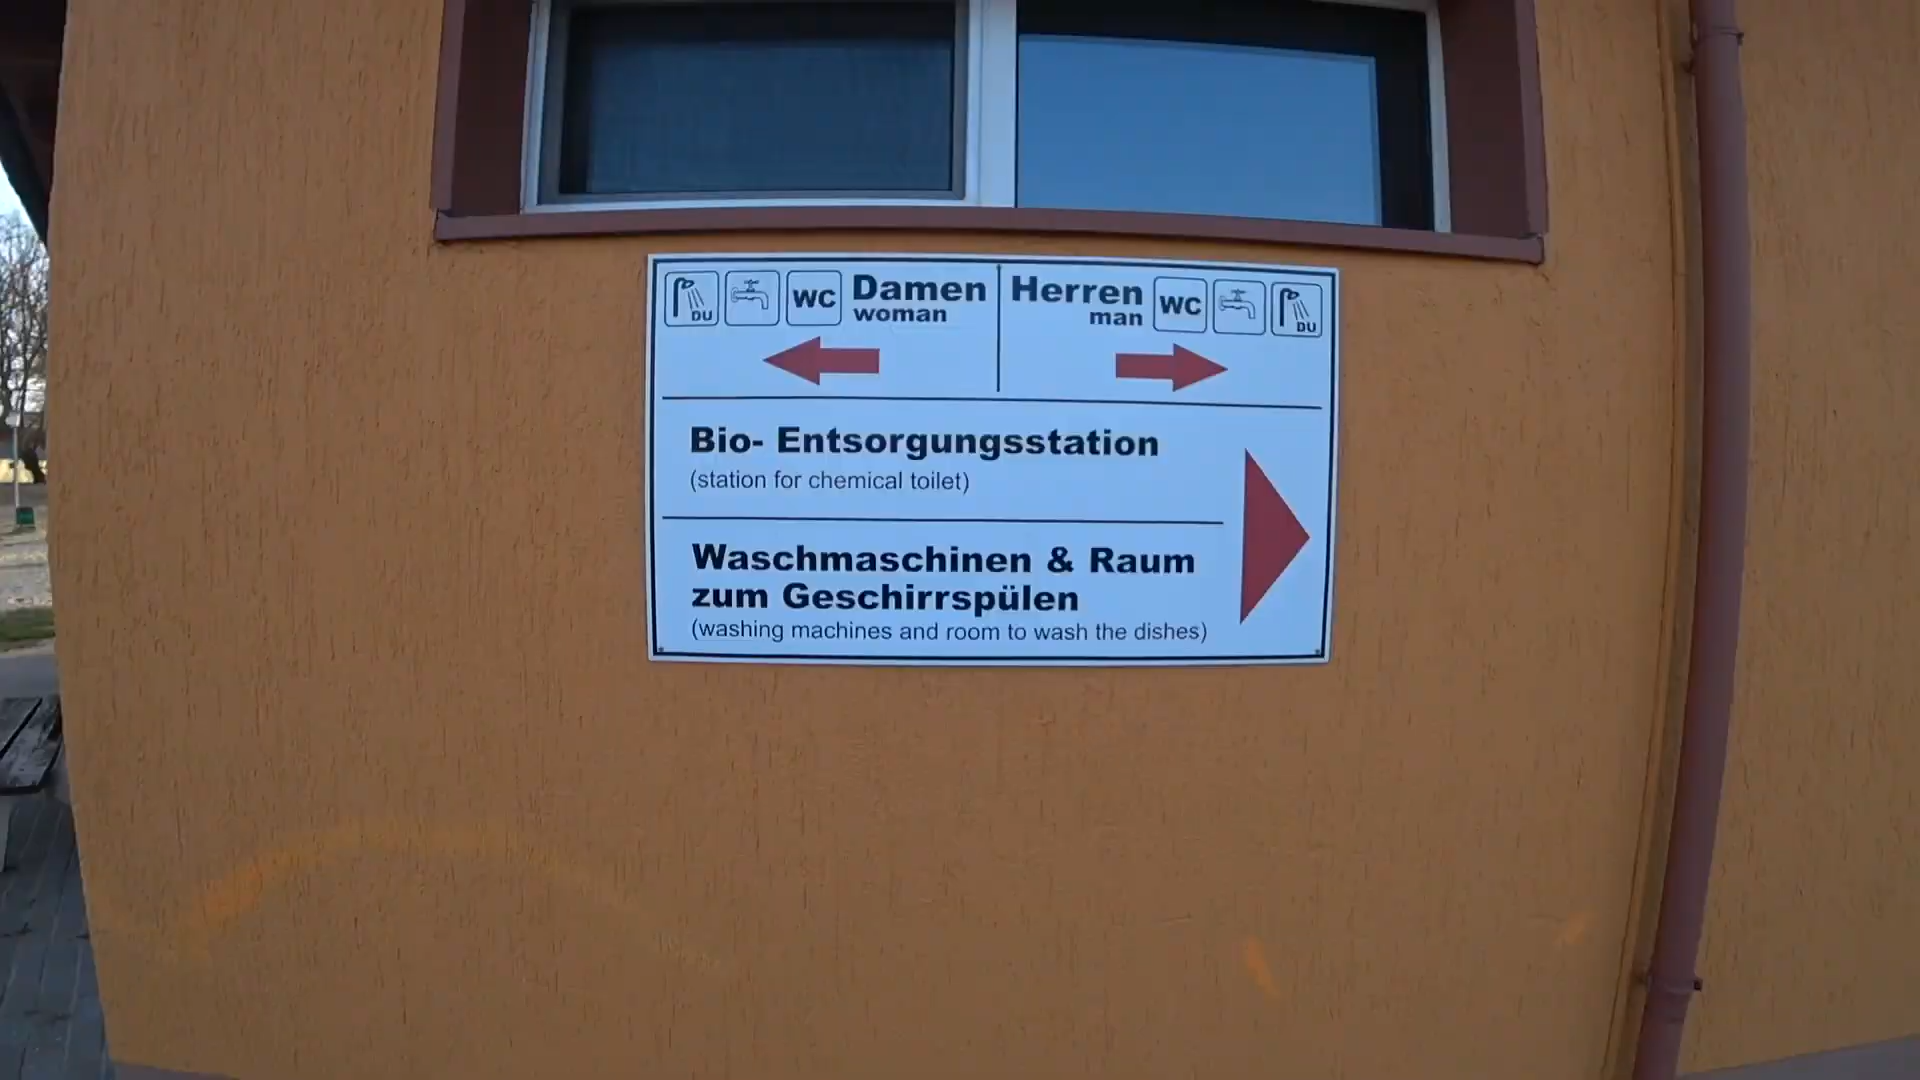 DU WC Damen
woman
Herren WC DU
man
Bio- Entsorgungsstation
(station for chemical toilet)
Waschmaschinen & Raum
zum Geschirrspülen
(washing machines and room to wash the dishes)